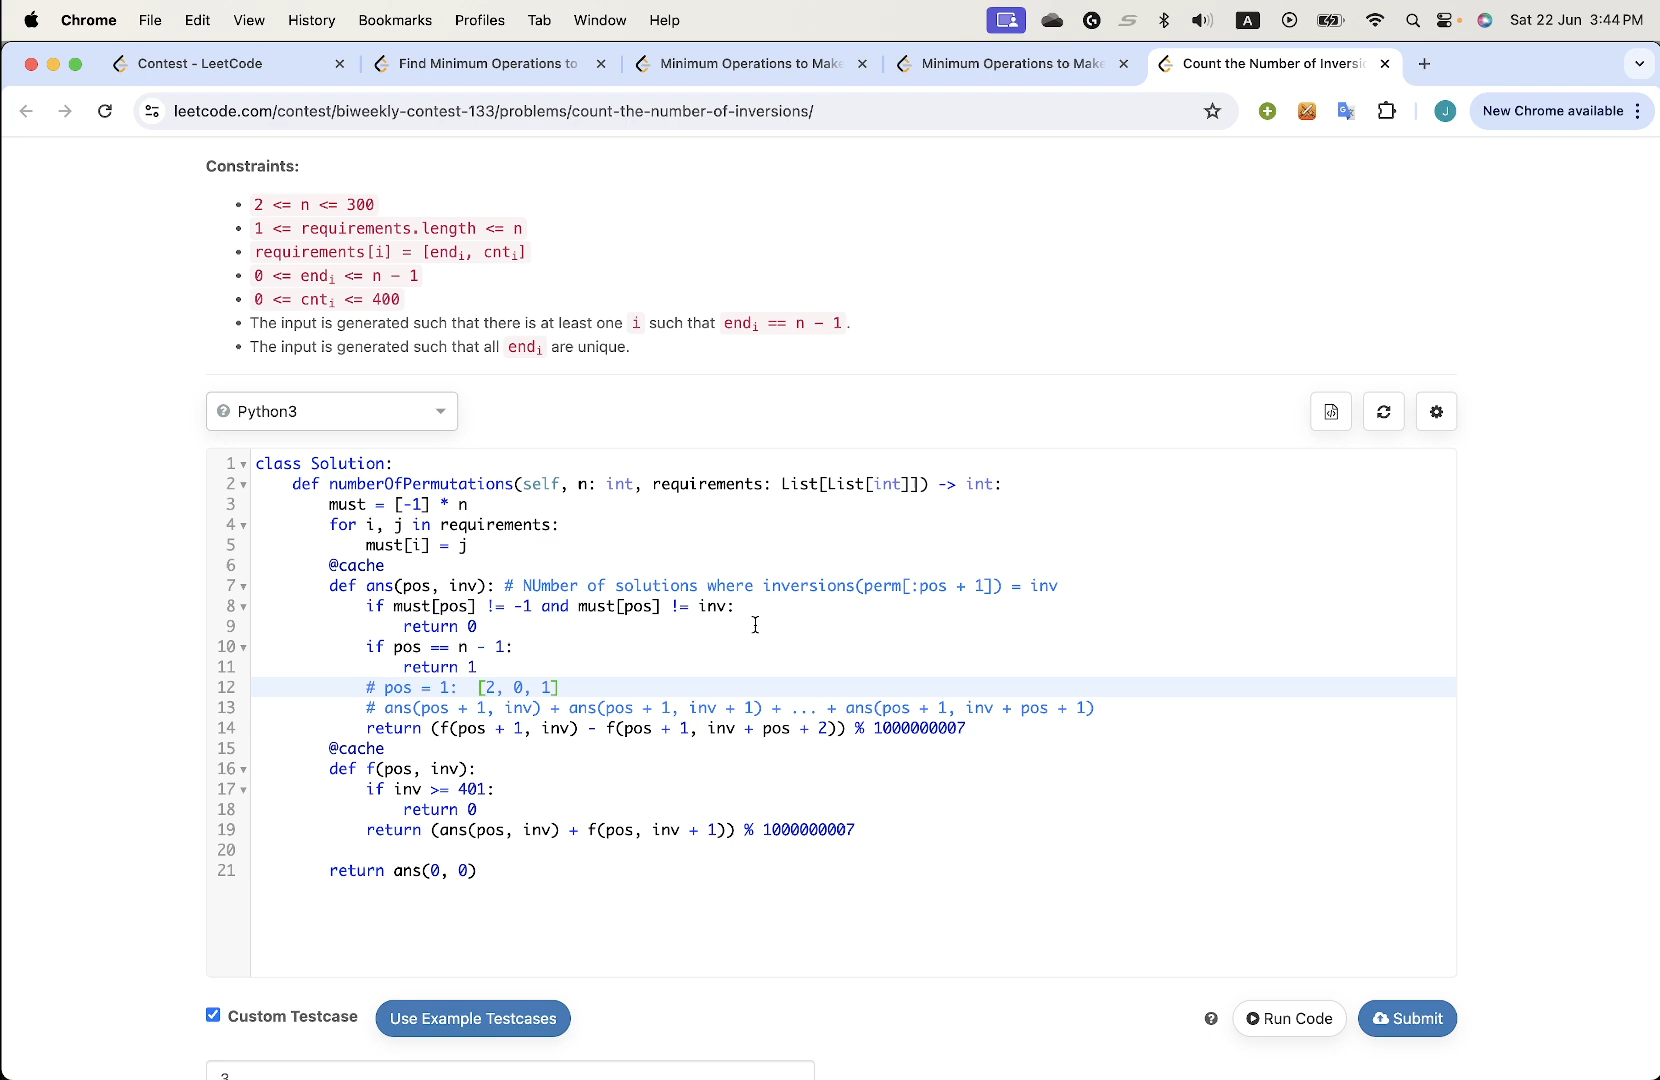 Chrome File Edit View History Bookmarks Profiles Tab Window Help A Sat 22 Jun 3:44 PM
Contest - LeetCode Find Minimum Operations to Minimum Operations to Make Minimum Operations to Make Count the Number of Inversi
leetcode.com/contest/biweekly-contest-133/problems/count-the-number-of-inversions/ J New Chrome available
Constraints:
• 2 <= n <= 300
• 1 <= requirements.length <= n
• requirements[i] = [endi, cnti]
• 0 <= endi <= n - 1
• 0 <= cnti <= 400
• The input is generated such that there is at least one i such that endi == n - 1.
• The input is generated such that all endi are unique.
Python3
1 class Solution:
2     def numberOfPermutations(self, n: int, requirements: List[List[int]]) -> int:
3         must = [-1] * n
4         for i, j in requirements:
5             must[i] = j
6         @cache
7         def ans(pos, inv): # NUmber of solutions where inversions(perm[:pos + 1]) = inv
8             if must[pos] != -1 and must[pos] != inv:
9                 return 0
10             if pos == n - 1:
11                 return 1
12             # pos = 1:  [2, 0, 1]
13             # ans(pos + 1, inv) + ans(pos + 1, inv + 1) + ... + ans(pos + 1, inv + pos + 1)
14             return (f(pos + 1, inv) - f(pos + 1, inv + pos + 2)) % 1000000007
15         @cache
16         def f(pos, inv):
17             if inv >= 401:
18                 return 0
19             return (ans(pos, inv) + f(pos, inv + 1)) % 1000000007
20
21         return ans(0, 0)
Custom Testcase Use Example Testcases Run Code Submit
3